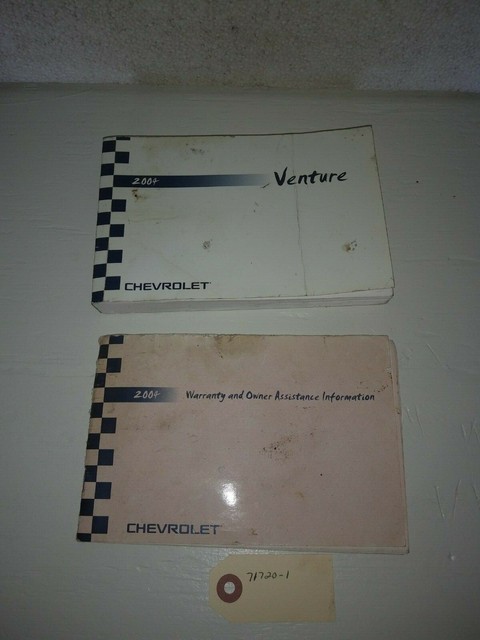 2004 Venture
CHEVROLET
2004 Warranty and Owner Assistance Information
CHEVROLET
71720-1